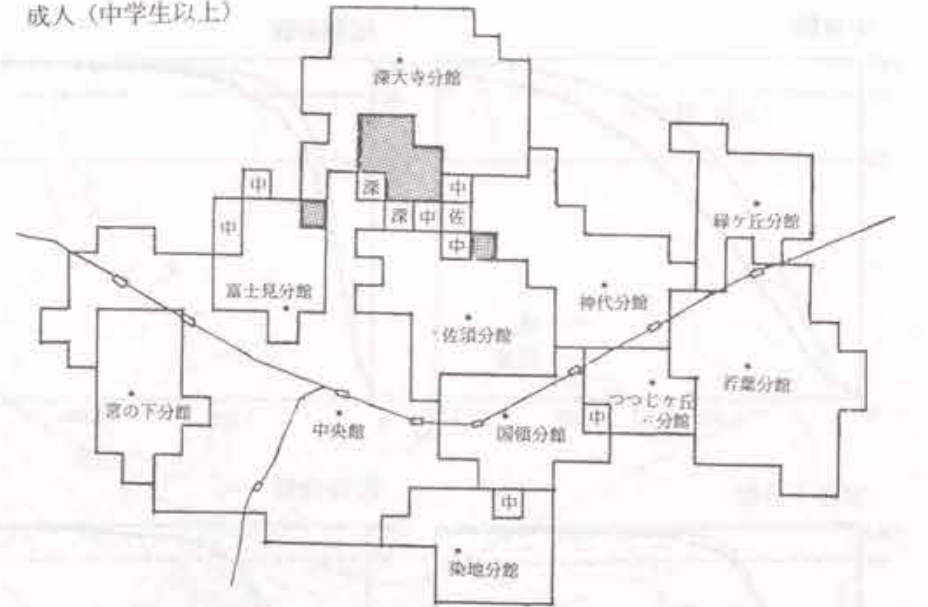 成人（中学生以上）
深大寺分館
中
深
中
緑ケ丘分館
中
深
中
佐
中
富士見分館
神代分館
佐須分館
若葉分館
つつじケ丘
分館
宮の下分館
中央館
国領分館
中
中
染地分館